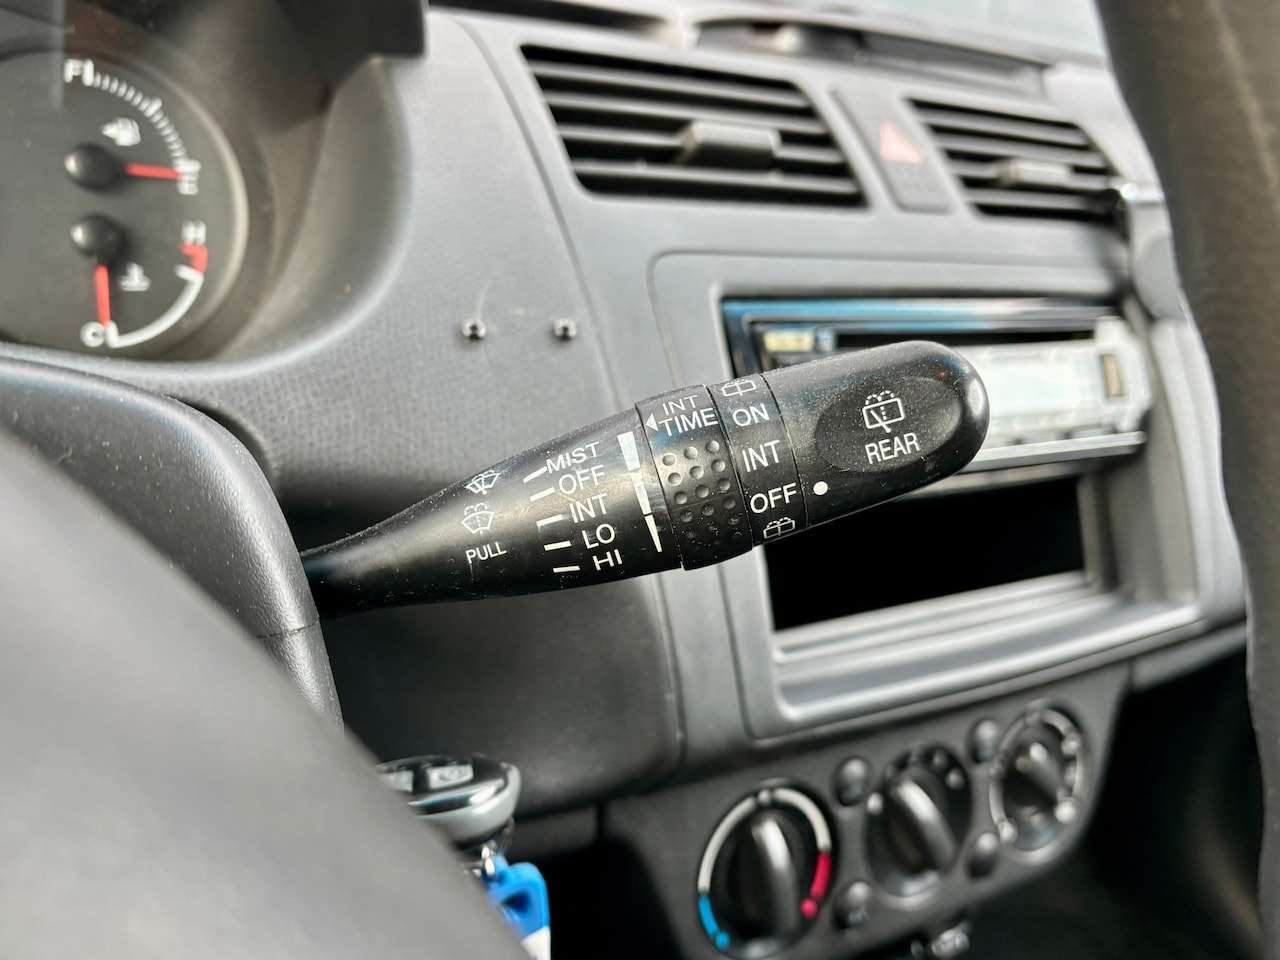 F
E
H
C
MIST
OFF
INT
LO
HI
PULL
INT
TIME
ON
INT
OFF
REAR